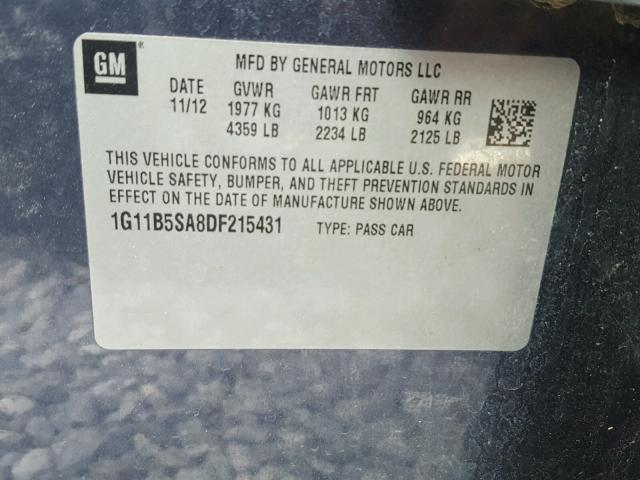 GM ®
MFD BY GENERAL MOTORS LLC
DATE GVWR GAWR FRT GAWR RR
11/12 1977 KG 1013 KG 964 KG
4359 LB 2234 LB 2125 LB
THIS VEHICLE CONFORMS TO ALL APPLICABLE U.S. FEDERAL MOTOR
VEHICLE SAFETY, BUMPER, AND THEFT PREVENTION STANDARDS IN
EFFECT ON THE DATE OF MANUFACTURE SHOWN ABOVE.
1G11B5SA8DF215431 TYPE: PASS CAR